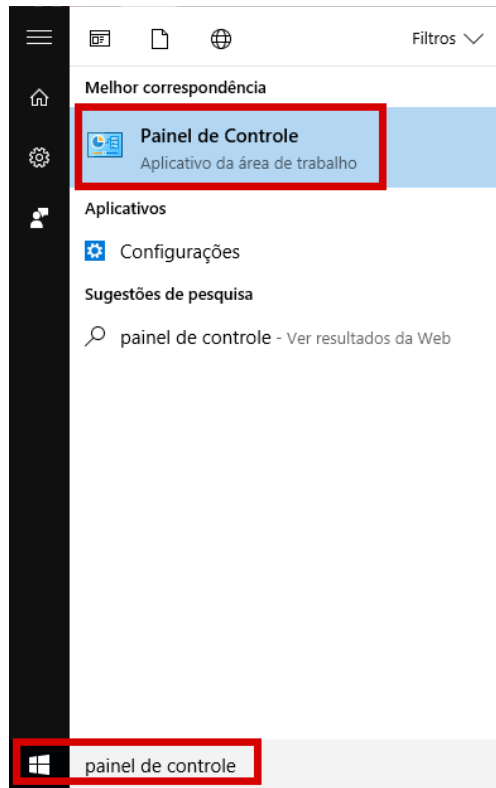 Filtros
Melhor correspondência
Painel de Controle
Aplicativo da área de trabalho
Aplicativos
Configurações
Sugestões de pesquisa
painel de controle - Ver resultados da Web
painel de controle